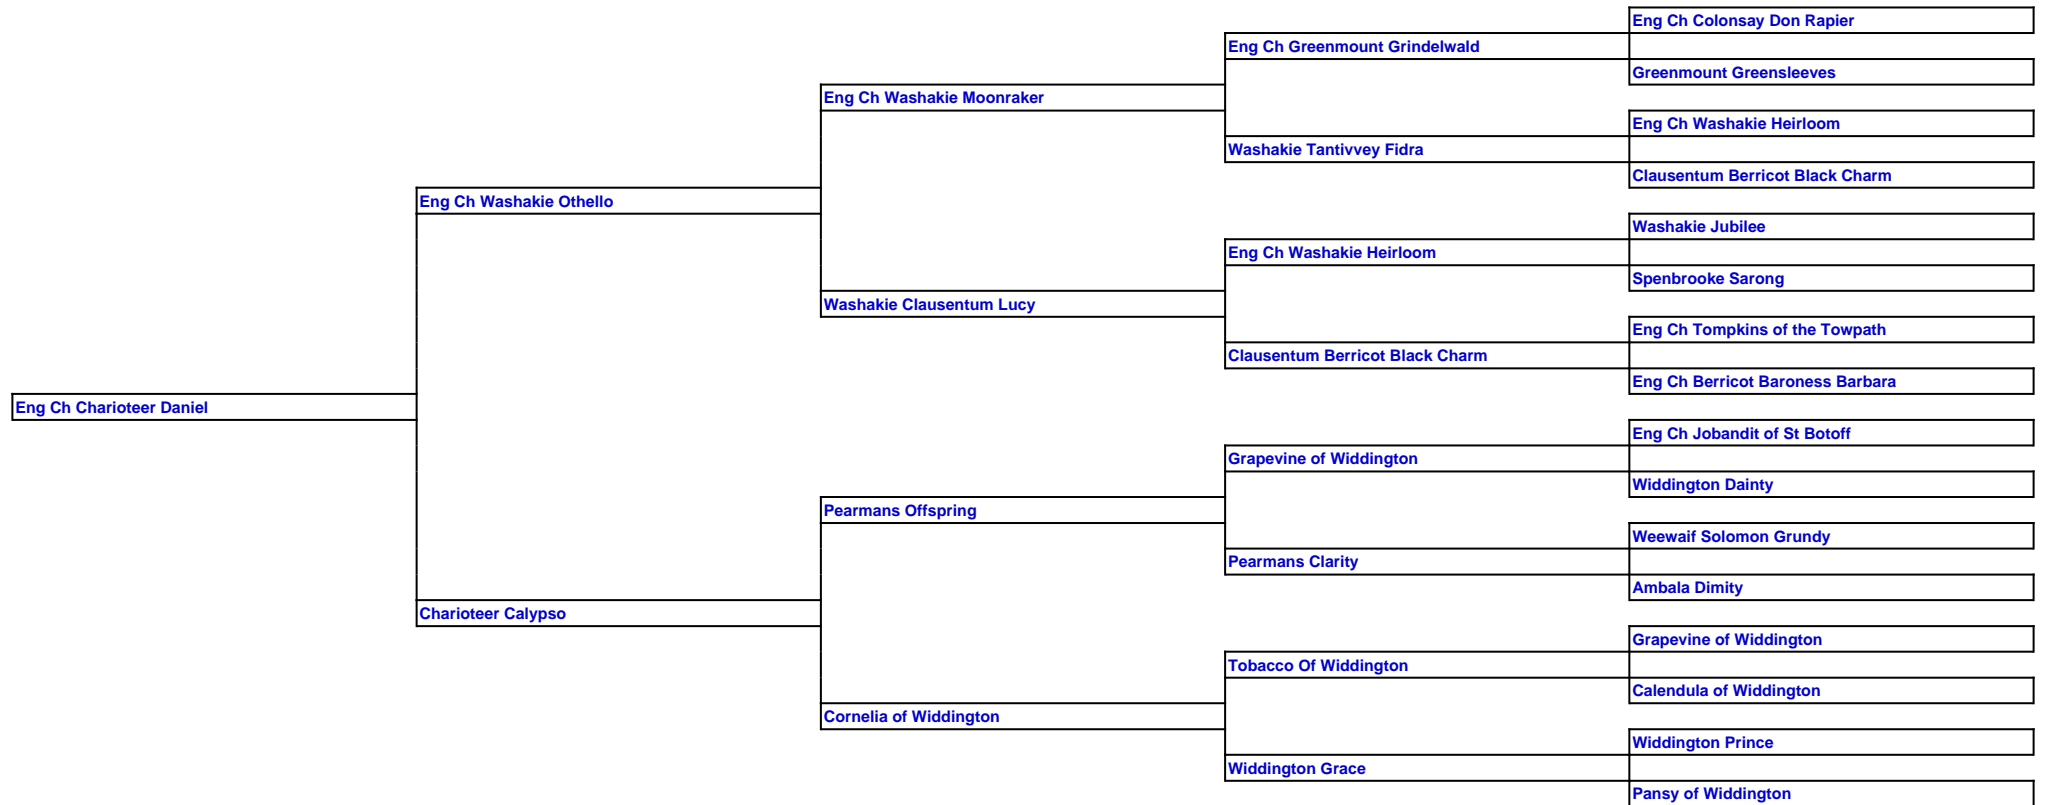 Eng Ch Colonsay Don Rapier
Eng Ch Greenmount Grindelwald
Greenmount Greensleeves
Eng Ch Washakie Moonraker
Eng Ch Washakie Heirloom
Washakie Tantivvey Fidra
Clausentum Berricot Black Charm
Eng Ch Washakie Othello
Washakie Jubilee
Eng Ch Washakie Heirloom
Spenbrooke Sarong
Washakie Clausentum Lucy
Eng Ch Tompkins of the Towpath
Clausentum Berricot Black Charm
Eng Ch Berricot Baroness Barbara
Eng Ch Charioteer Daniel
Eng Ch Jobandit of St Botoff
Grapevine of Widdington
Widdington Dainty
Pearmans Offspring
Weewaif Solomon Grundy
Pearmans Clarity
Ambala Dimity
Charioteer Calypso
Grapevine of Widdington
Tobacco Of Widdington
Calendula of Widdington
Cornelia of Widdington
Widdington Prince
Widdington Grace
Pansy of Widdington